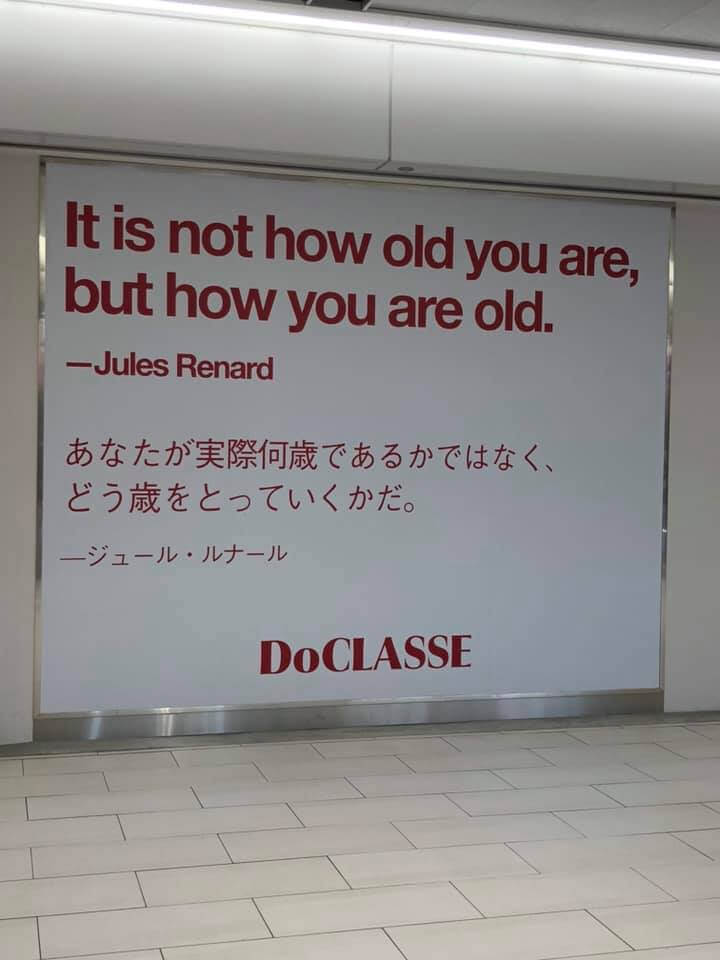 It is not how old you are,
but how you are old.
—Jules Renard
あなたが実際何歳であるかではなく、
どう歳をとっていくかだ。
―ジュール・ルナール
DoCLASSE